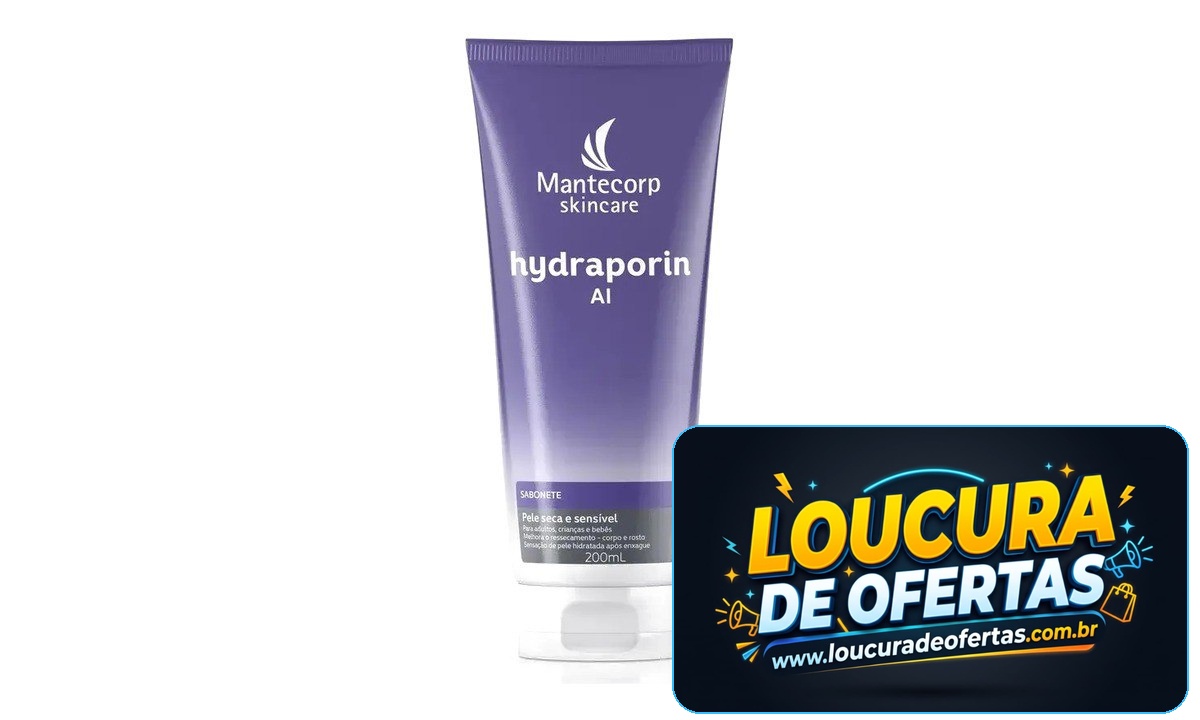 Mantecorp
skincare
hydraporin
AI
SABONETE
Pele seca e sensível
Para adultos, crianças e bebês
Melhora o ressecamento - corpo e rosto
Sensação de pele hidratada após enxague
200mL
LOUCURA
DE OFERTAS
www.loucuradeofertas.com.br